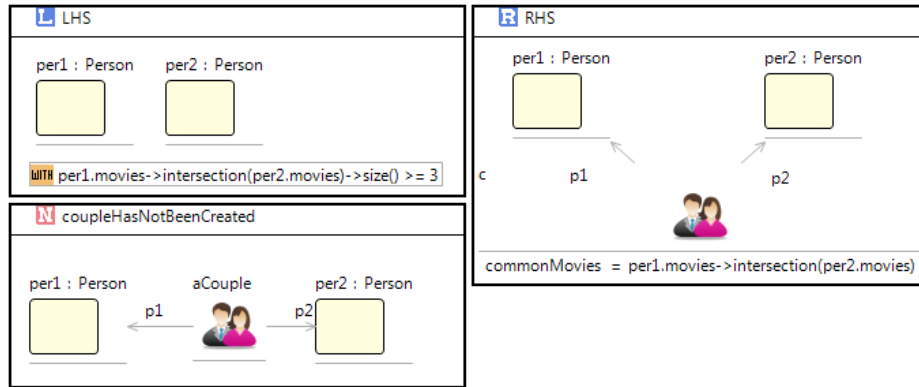 L LHS
per1 : Person per2 : Person
WITH per1.movies->intersection(per2.movies)->size() >= 3
N coupleHasNotBeenCreated
per1 : Person aCouple per2 : Person
p1 p2
R RHS
per1 : Person per2 : Person
c p1 p2
commonMovies = per1.movies->intersection(per2.movies)